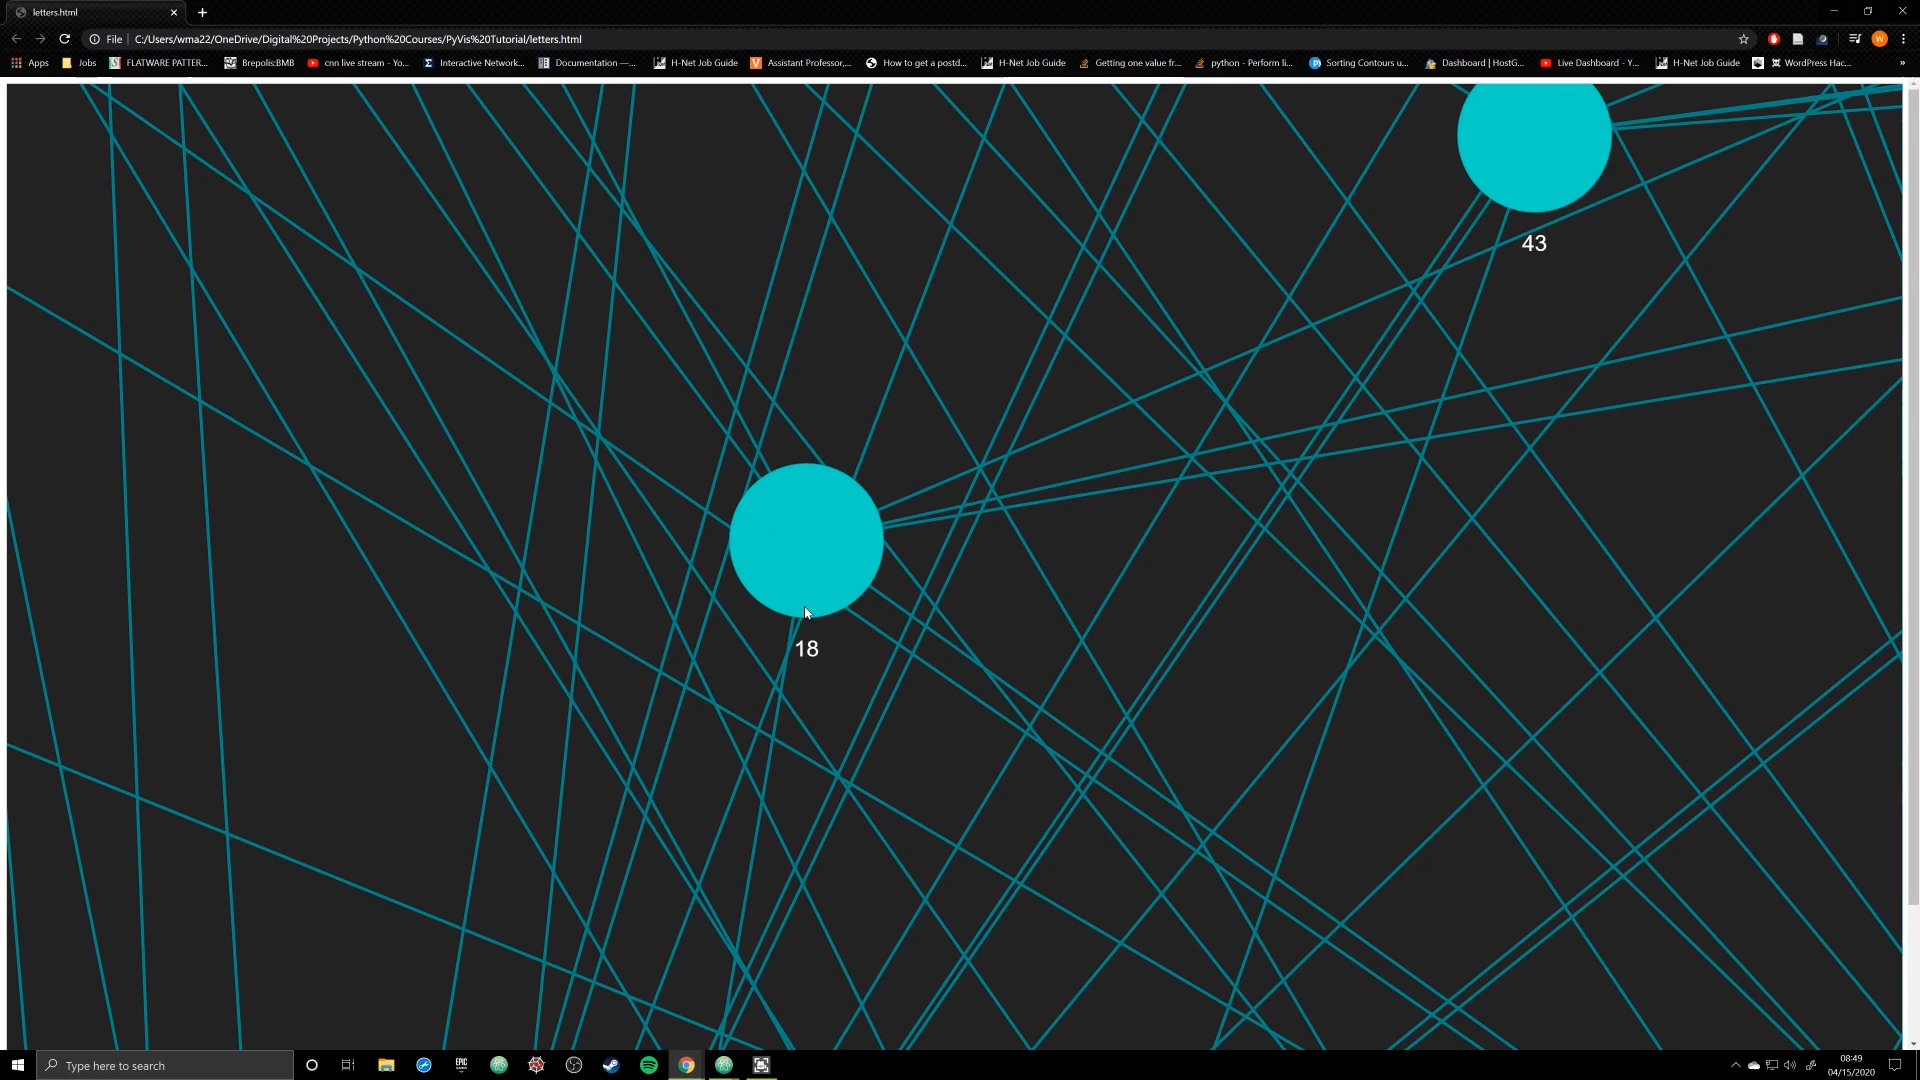 letters.html
File C:/Users/wma22/OneDrive/Digital%20Projects/Python%20Courses/PyVis%20Tutorial/letters.html W
Apps Jobs FLATWARE PATTER... Brepolis:BMB cnn live stream - Yo... Interactive Network... Documentation —... H-Net Job Guide Assistant Professor,... How to get a postd... H-Net Job Guide Getting one value fr... python - Perform li... Sorting Contours u... Dashboard | HostG... Live Dashboard - Y... H-Net Job Guide WordPress Hac... »
43
18
Type here to search EPIC 08:49
04/15/2020